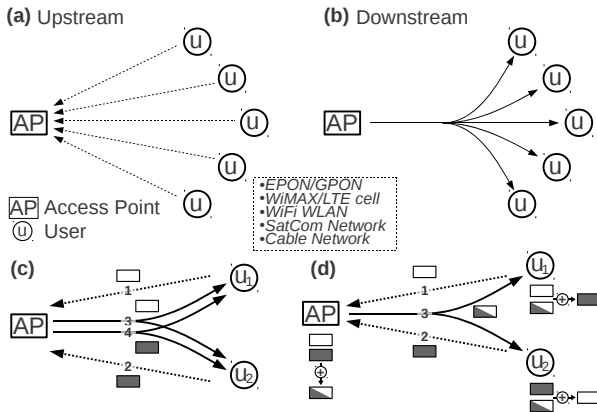 (a) Upstream
(b) Downstream
u
u
u
u
u
u
u
u
u
u
AP
AP
AP Access Point
u User
•EPON/GPON
•WiMAX/LTE cell
•WiFi WLAN
•SatCom Network
•Cable Network
(c)
(d)
u1
u1
1
1
AP
3
4
AP
3
2
2
u2
u2